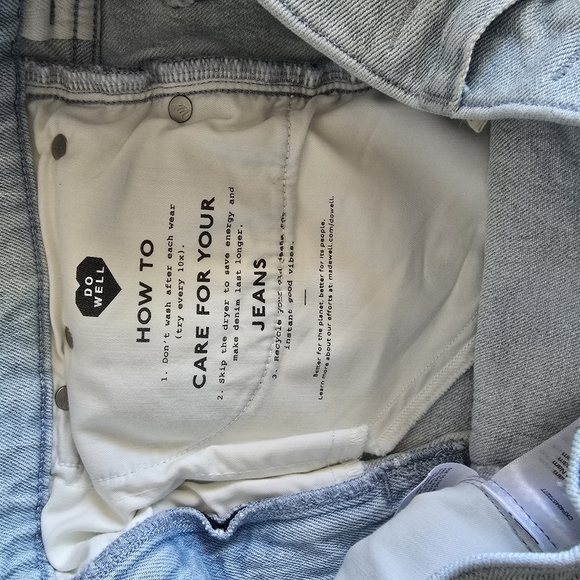 DO
WELL
HOW TO
CARE FOR YOUR
JEANS
1. Don't wash after each wear
(try every 10x).
2. Skip the dryer to save energy and
make denim last longer.
3. Recycle your old jeans for
instant good vibes.
Better for the planet, better for its people.
Learn more about our efforts at: madewell.com/dowell.